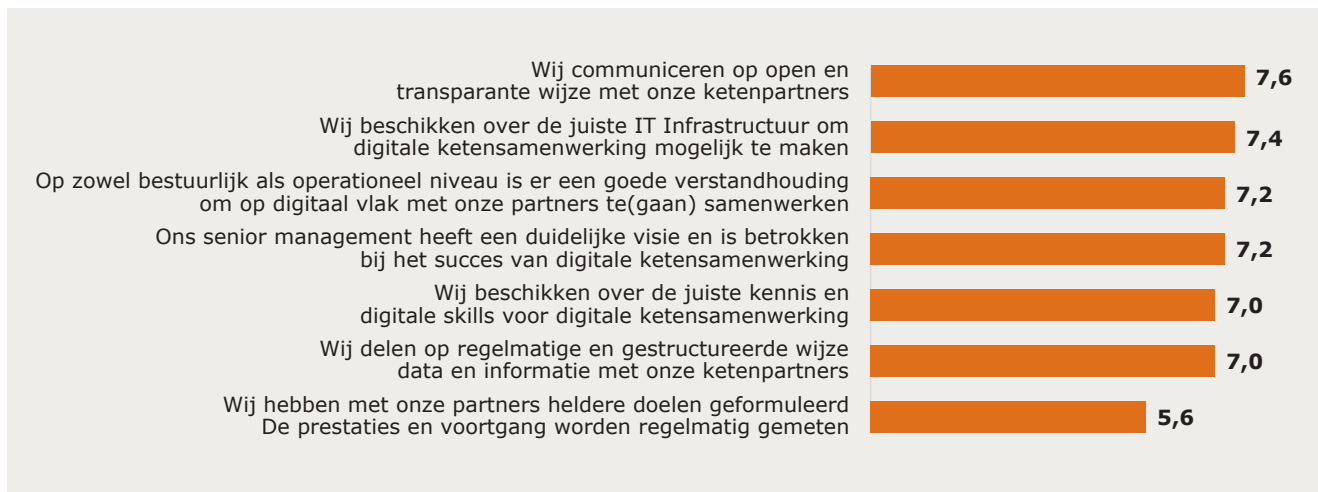 Wij communiceren op open en
transparante wijze met onze ketenpartners
7,6
Wij beschikken over de juiste IT Infrastructuur om
digitale ketensamenwerking mogelijk te maken
7,4
Op zowel bestuurlijk als operationeel niveau is er een goede verstandhouding
om op digitaal vlak met onze partners te(gaan) samenwerken
7,2
Ons senior management heeft een duidelijke visie en is betrokken
bij het succes van digitale ketensamenwerking
7,2
Wij beschikken over de juiste kennis en
digitale skills voor digitale ketensamenwerking
7,0
Wij delen op regelmatige en gestructureerde wijze
data en informatie met onze ketenpartners
7,0
Wij hebben met onze partners heldere doelen geformuleerd
De prestaties en voortgang worden regelmatig gemeten
5,6